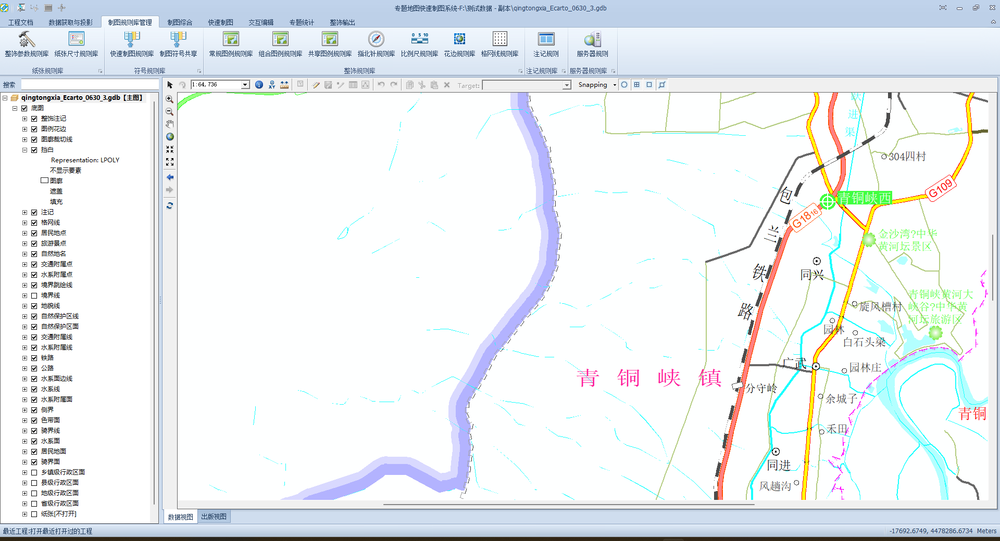 专题地图快速制图系统-F:\测试数据 - 副本\qingtongxia_Ecarto_0630_3.gdb
工程文档 数据获取与投影 制图规则库管理 制图综合 快速制图 交互编辑 专题统计 整饰输出
0 5 10
整饰参数规则库 纸张尺寸规则库 快速制图规则库 制图符号共享 常规图例规则库 组合图例规则库 共享图例规则库 指北针规则库 比例尺规则库 花边规则库 格网线规则库 注记规则 服务器规则
纸张规则库 符号规则库 整饰规则库 注记规则库 服务器规则库
搜索
1:64,736 XY Target: Snapping
qingtongxia_Ecarto_0630_3.gdb【主图】
底图
整饰注记
图例花边
图廓裁切线
挡白
Representation: LPOLY
不显示要素
图廓
遮盖
填充
注记
格网线
居民地点
旅游景点
自然地名
交通附属点
水系附属点
境界跳绘线
境界线
地貌线
自然保护区线
自然保护区面
交通附属线
水系附属线
铁路
公路
水系面边线
水系线
水系附属面
侧界
色带面
骑界线
水系面
居民地面
骑界面
乡镇级行政区面
县级行政区面
地级行政区面
省级行政区面
纸张[不打开]
跃
进
渠
304四村
G109
包
青铜峡西
G1816
兰
金沙湾?中华
黄河坛景区
铁
同兴
青铜峡黄河大
峡谷?中华黄
河坛旅游区
旋风槽村
路
园林
白石头梁
广武
园林庄
青铜峡镇
分守岭
余城子
青铜
禾田
同进
风趟沟
数据视图 出版视图
最近工程:打开最近打开过的工程
-17692.6749, 4478286.6734 Meters